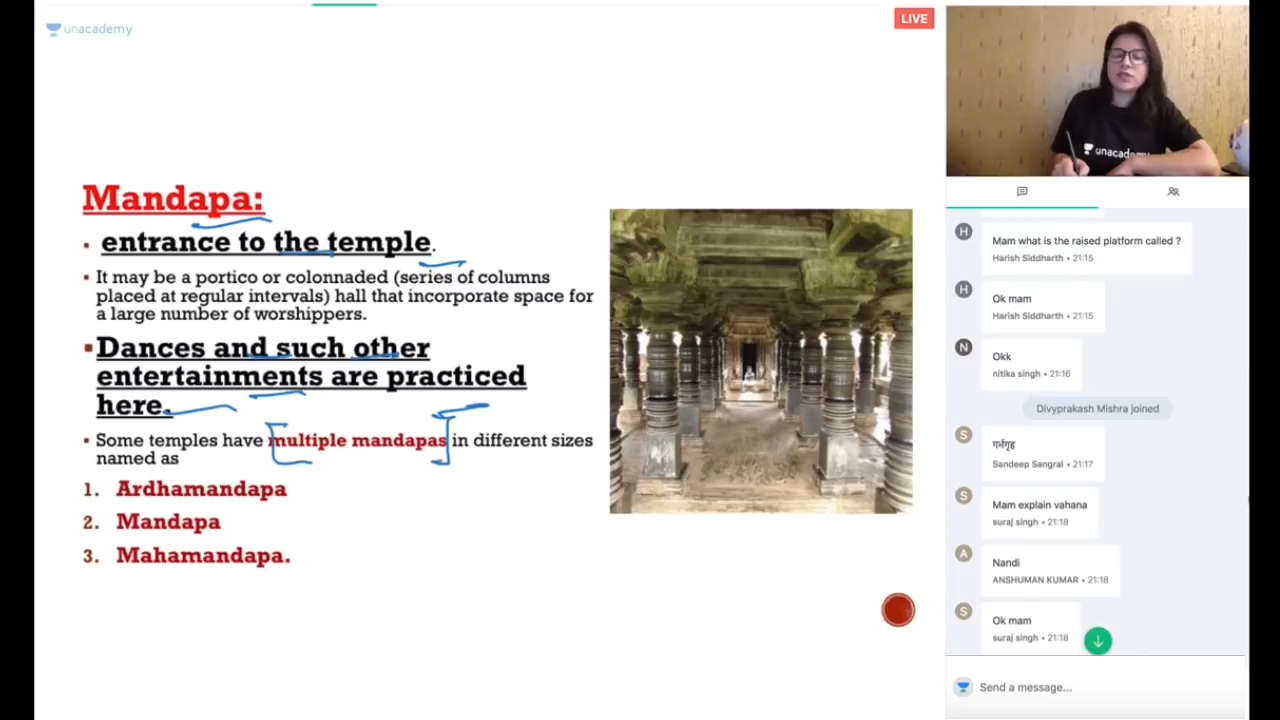 unacademy
LIVE
Mandapa:
▪ entrance to the temple.
▪ It may be a portico or colonnaded (series of columns
placed at regular intervals) hall that incorporate space for
a large number of worshippers.
▪ Dances and such other
entertainments are practiced
here.
▪ Some temples have multiple mandapas in different sizes
named as
1. Ardhamandapa
2. Mandapa
3. Mahamandapa.
unacademy
H
Mam what is the raised platform called ?
Harish Siddharth • 21:15
H
Ok mam
Harish Siddharth • 21:15
N
Okk
nitika singh • 21:16
Divyprakash Mishra joined
S
गर्भगृह
Sandeep Sangral • 21:17
S
Mam explain vahana
suraj singh • 21:18
A
Nandi
ANSHUMAN KUMAR • 21:18
S
Ok mam
suraj singh • 21:18
Send a message...